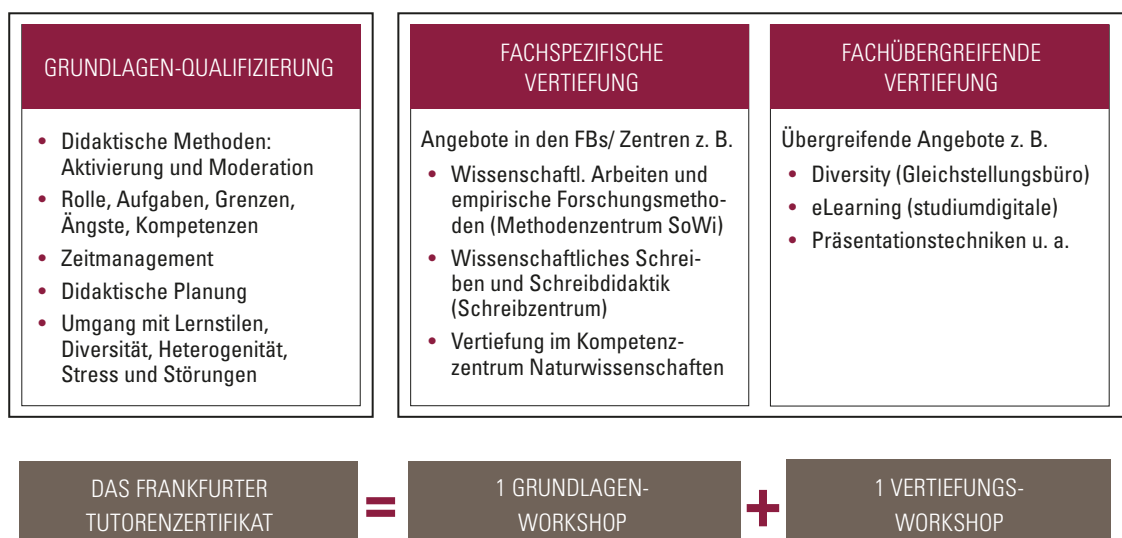 GRUNDLAGEN-QUALIFIZIERUNG
• Didaktische Methoden:
Aktivierung und Moderation
• Rolle, Aufgaben, Grenzen,
Ängste, Kompetenzen
• Zeitmanagement
• Didaktische Planung
• Umgang mit Lernstilen,
Diversität, Heterogenität,
Stress und Störungen
FACHSPEZIFISCHE
VERTIEFUNG
Angebote in den FBs/ Zentren z. B.
• Wissenschaftl. Arbeiten und
empirische Forschungsmetho-
den (Methodenzentrum SoWi)
• Wissenschaftliches Schrei-
ben und Schreibdidaktik
(Schreibzentrum)
• Vertiefung im Kompetenz-
zentrum Naturwissenschaften
FACHÜBERGREIFENDE
VERTIEFUNG
Übergreifende Angebote z. B.
• Diversity (Gleichstellungsbüro)
• eLearning (studiumdigitale)
• Präsentationstechniken u. a.
DAS FRANKFURTER
TUTORENZERTIFIKAT
=
1 GRUNDLAGEN-
WORKSHOP
+
1 VERTIEFUNGS-
WORKSHOP